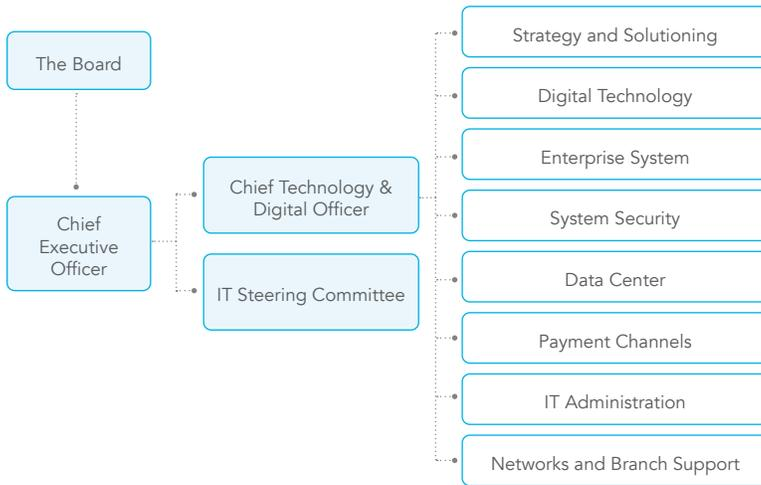 The Board
Chief
Executive
Officer
Chief Technology &
Digital Officer
IT Steering Committee
Strategy and Solutioning
Digital Technology
Enterprise System
System Security
Data Center
Payment Channels
IT Administration
Networks and Branch Support